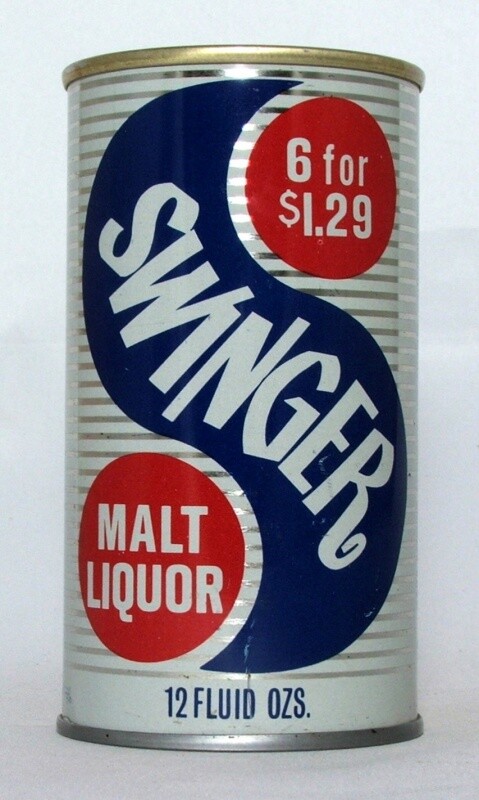 6 for
$1.29
SWINGER
MALT
LIQUOR
12 FLUID OZS.